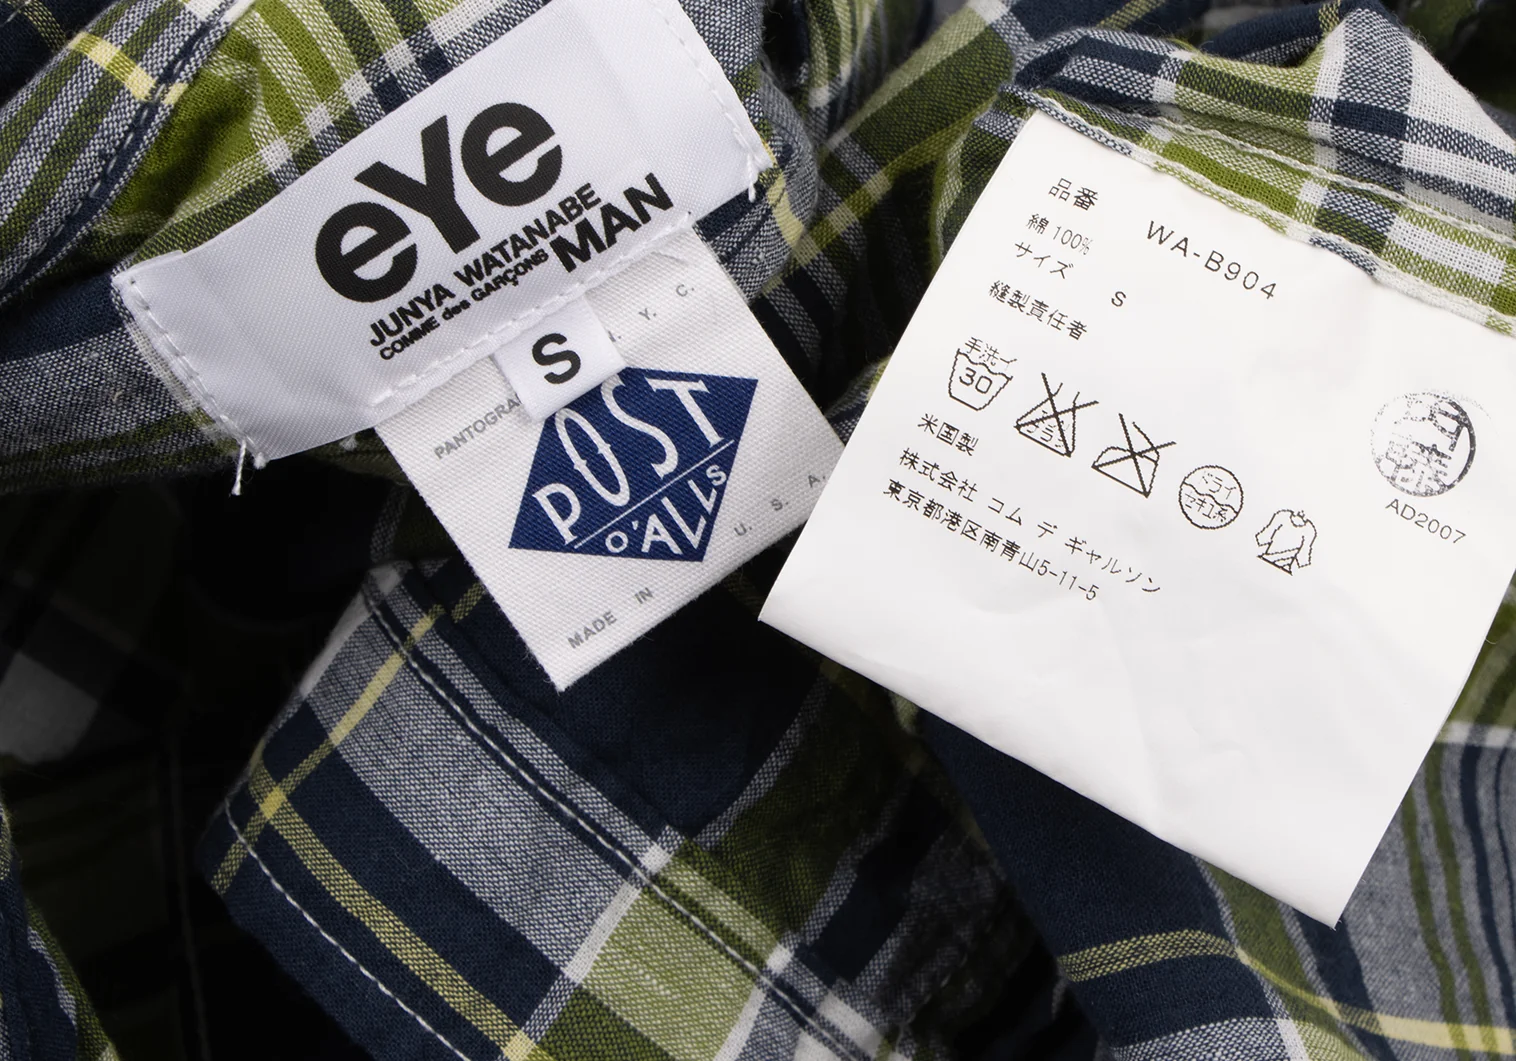 eYe
JUNYA WATANABE
COMME des GARÇONS MAN
S
N. Y. C.
PANTOGRA
POST
O'ALLS
U. S. A.
MADE IN
品番 WA-B904
綿 100%
サイズ S
縫製責任者
手洗イ
30
ドライ
米国製
株式会社 コム デ ギャルソン
東京都港区南青山5-11-5
AD2007